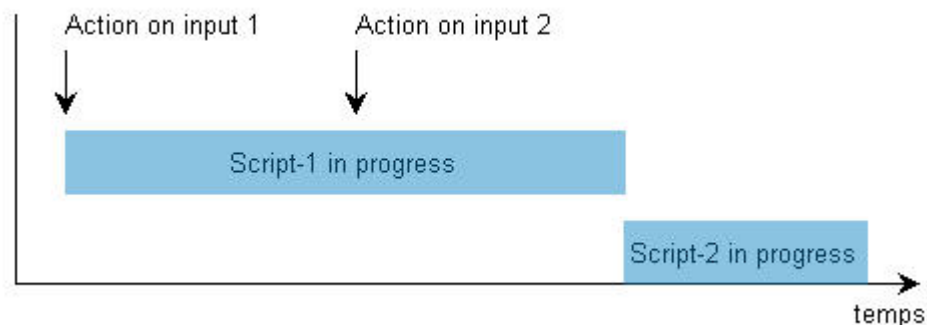 Action on input 1
Action on input 2
Script-1 in progress
Script-2 in progress
temps